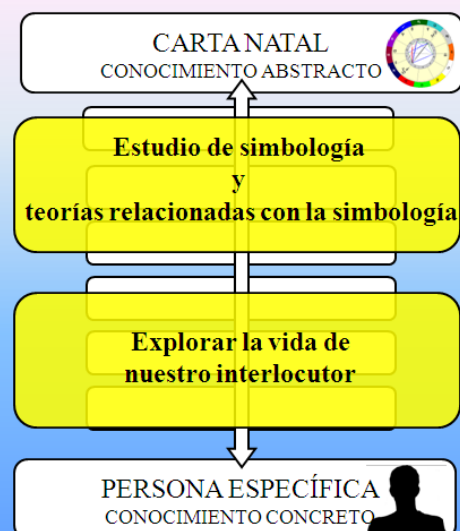 CARTA NATAL
CONOCIMIENTO ABSTRACTO
Estudio de simbología
y
teorías relacionadas con la simbología
Explorar la vida de
nuestro interlocutor
PERSONA ESPECÍFICA
CONOCIMIENTO CONCRETO